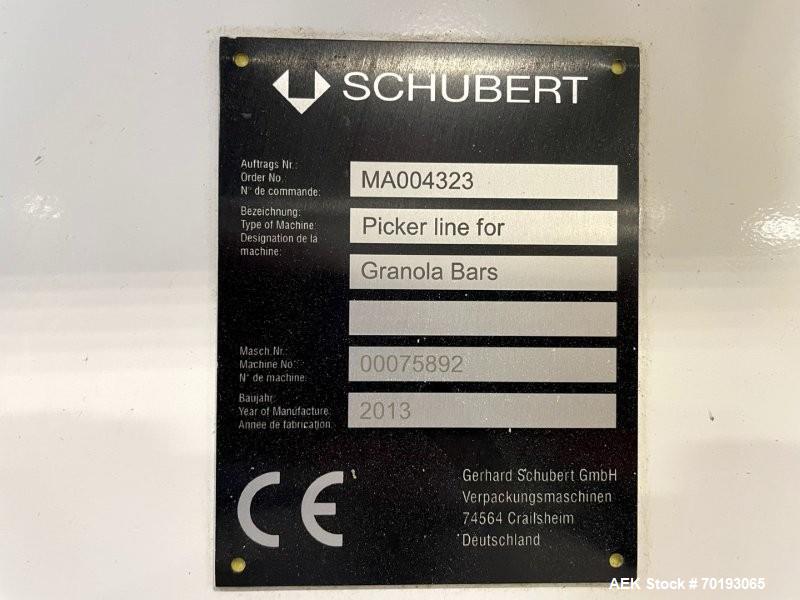 SCHUBERT
Auftrags Nr.:
Order No.
N° de commande:
MA004323
Bezeichnung:
Type of Machine:
Designation de la
machine:
Picker line for
Granola Bars
Masch.Nr.:
Machine No.:
N° de machine:
00075892
Baujahr:
Year of Manufacture:
Annee de fabrication:
2013
CE
Gerhard Schubert GmbH
Verpackungsmaschinen
74564 Crailsheim
Deutschland
AEK Stock # 70193065